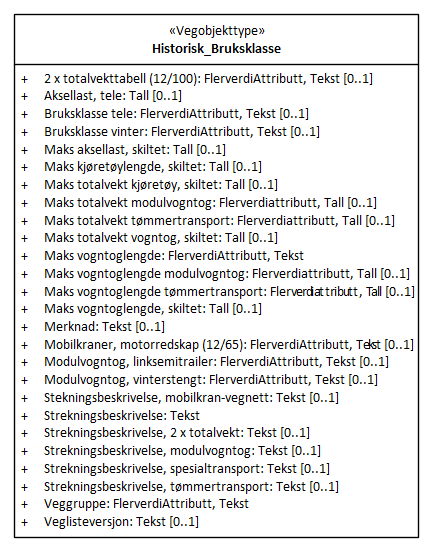 «Vegobjekttype»
Historisk_Bruksklasse
+ 2 x totalvekttabell (12/100): FlerverdiAttributt, Tekst [0..1]
+ Aksellast, tele: Tall [0..1]
+ Bruksklasse tele: FlerverdiAttributt, Tekst [0..1]
+ Bruksklasse vinter: FlerverdiAttributt, Tekst [0..1]
+ Maks aksellast, skiltet: Tall [0..1]
+ Maks kjøretøylengde, skiltet: Tall [0..1]
+ Maks totalvekt kjøretøy, skiltet: Tall [0..1]
+ Maks totalvekt modulvogntog: Flerverdiattributt, Tall [0..1]
+ Maks totalvekt tømmertransport: Flerverdiattributt, Tall [0..1]
+ Maks totalvekt vogntog, skiltet: Tall [0..1]
+ Maks vogntoglengde: FlerverdiAttributt, Tekst
+ Maks vogntoglengde modulvogntog: Flerverdiattributt, Tall [0..1]
+ Maks vogntoglengde tømmertransport: Flerverdiattributt, Tall [0..1]
+ Maks vogntoglengde, skiltet: Tall [0..1]
+ Merknad: Tekst [0..1]
+ Mobilkraner, motorredskap (12/65): FlerverdiAttributt, Tekst [0..1]
+ Modulvogntog, linksemitrailer: FlerverdiAttributt, Tekst [0..1]
+ Modulvogntog, vinterstengt: FlerverdiAttributt, Tekst [0..1]
+ Stekningsbeskrivelse, mobilkran-vegnett: Tekst [0..1]
+ Strekningsbeskrivelse: Tekst
+ Strekningsbeskrivelse, 2 x totalvekt: Tekst [0..1]
+ Strekningsbeskrivelse, modulvogntog: Tekst [0..1]
+ Strekningsbeskrivelse, spesialtransport: Tekst [0..1]
+ Strekningsbeskrivelse, tømmertransport: Tekst [0..1]
+ Veggruppe: FlerverdiAttributt, Tekst
+ Veglisteversjon: Tekst [0..1]